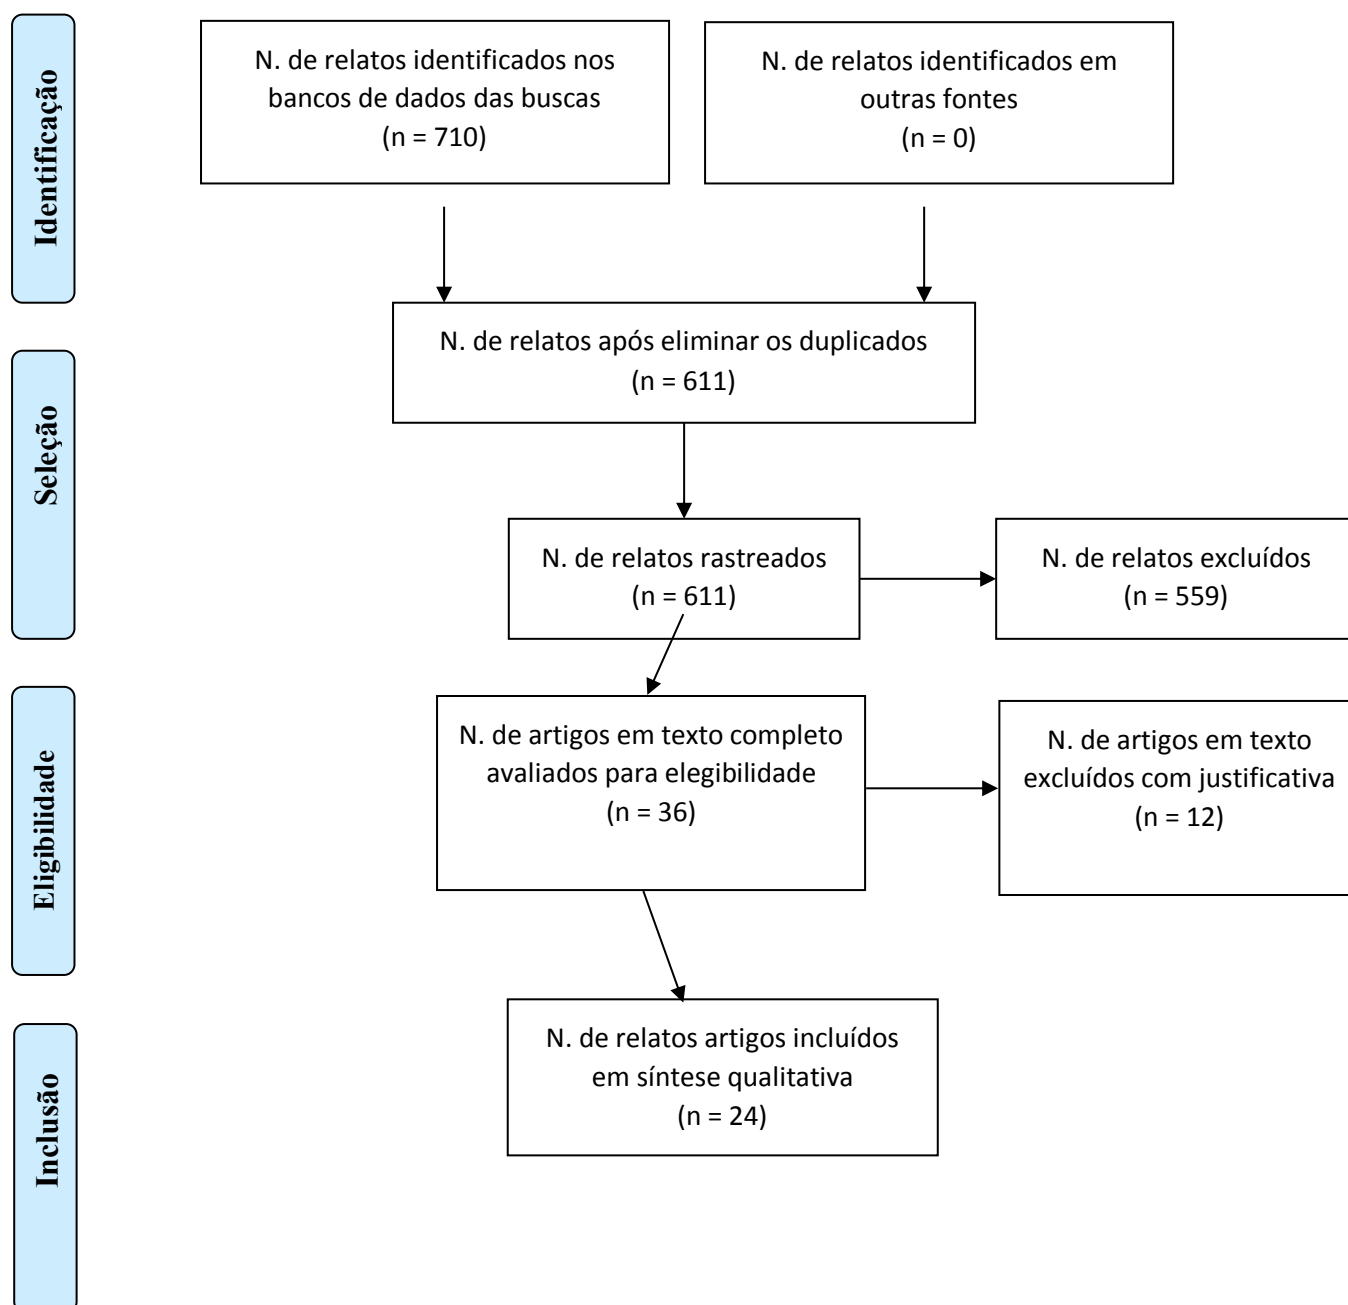 Identificação
N. de relatos identificados nos
bancos de dados das buscas
(n = 710)
N. de relatos identificados em
outras fontes
(n = 0)
N. de relatos após eliminar os duplicados
(n = 611)
Seleção
N. de relatos rastreados
(n = 611)
N. de relatos excluídos
(n = 559)
Eligibilidade
N. de artigos em texto completo
avaliados para elegibilidade
(n = 36)
N. de artigos em texto
excluídos com justificativa
(n = 12)
Inclusão
N. de relatos artigos incluídos
em síntese qualitativa
(n = 24)